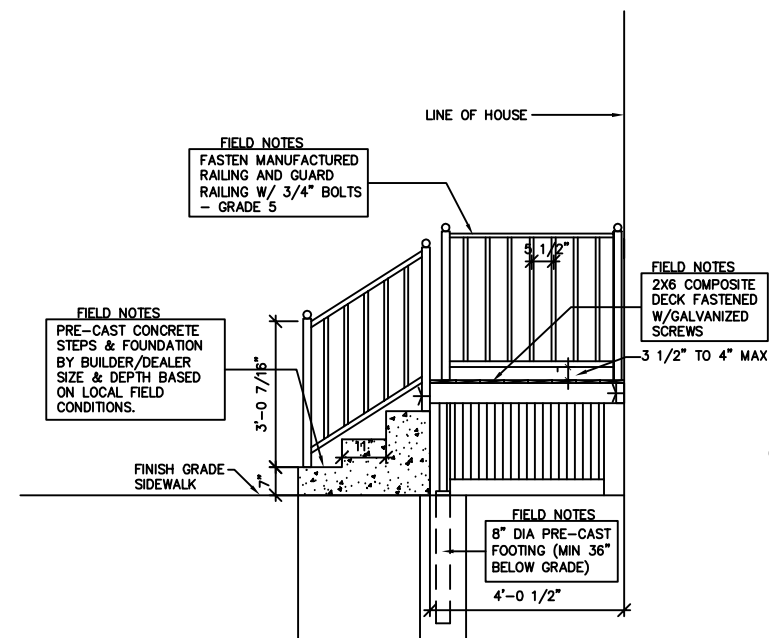 LINE OF HOUSE
FIELD NOTES
FASTEN MANUFACTURED
RAILING AND GUARD
RAILING W/ 3/4" BOLTS
– GRADE 5
5 1/2"
FIELD NOTES
2X6 COMPOSITE
DECK FASTENED
W/GALVANIZED
SCREWS
3 1/2" TO 4" MAX
FIELD NOTES
PRE-CAST CONCRETE
STEPS & FOUNDATION
BY BUILDER/DEALER
SIZE & DEPTH BASED
ON LOCAL FIELD
CONDITIONS.
3'-0 7/16"
11"
FINISH GRADE
SIDEWALK
7"
FIELD NOTES
8" DIA PRE-CAST
FOOTING (MIN 36"
BELOW GRADE)
4'-0 1/2"